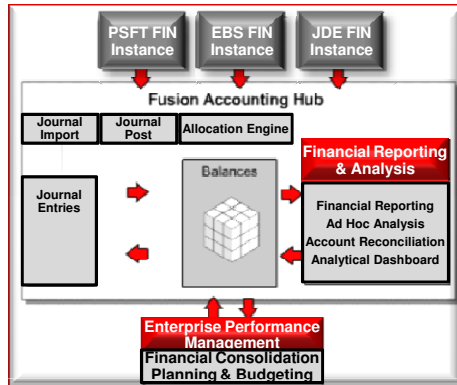 PSFT FIN
Instance
EBS FIN
Instance
JDE FIN
Instance
Fusion Accounting Hub
Journal
Import
Journal
Post
Allocation Engine
Financial Reporting
& Analysis
Balances
Journal
Entries
Financial Reporting
Ad Hoc Analysis
Account Reconciliation
Analytical Dashboard
Enterprise Performance
Management
Financial Consolidation
Planning & Budgeting